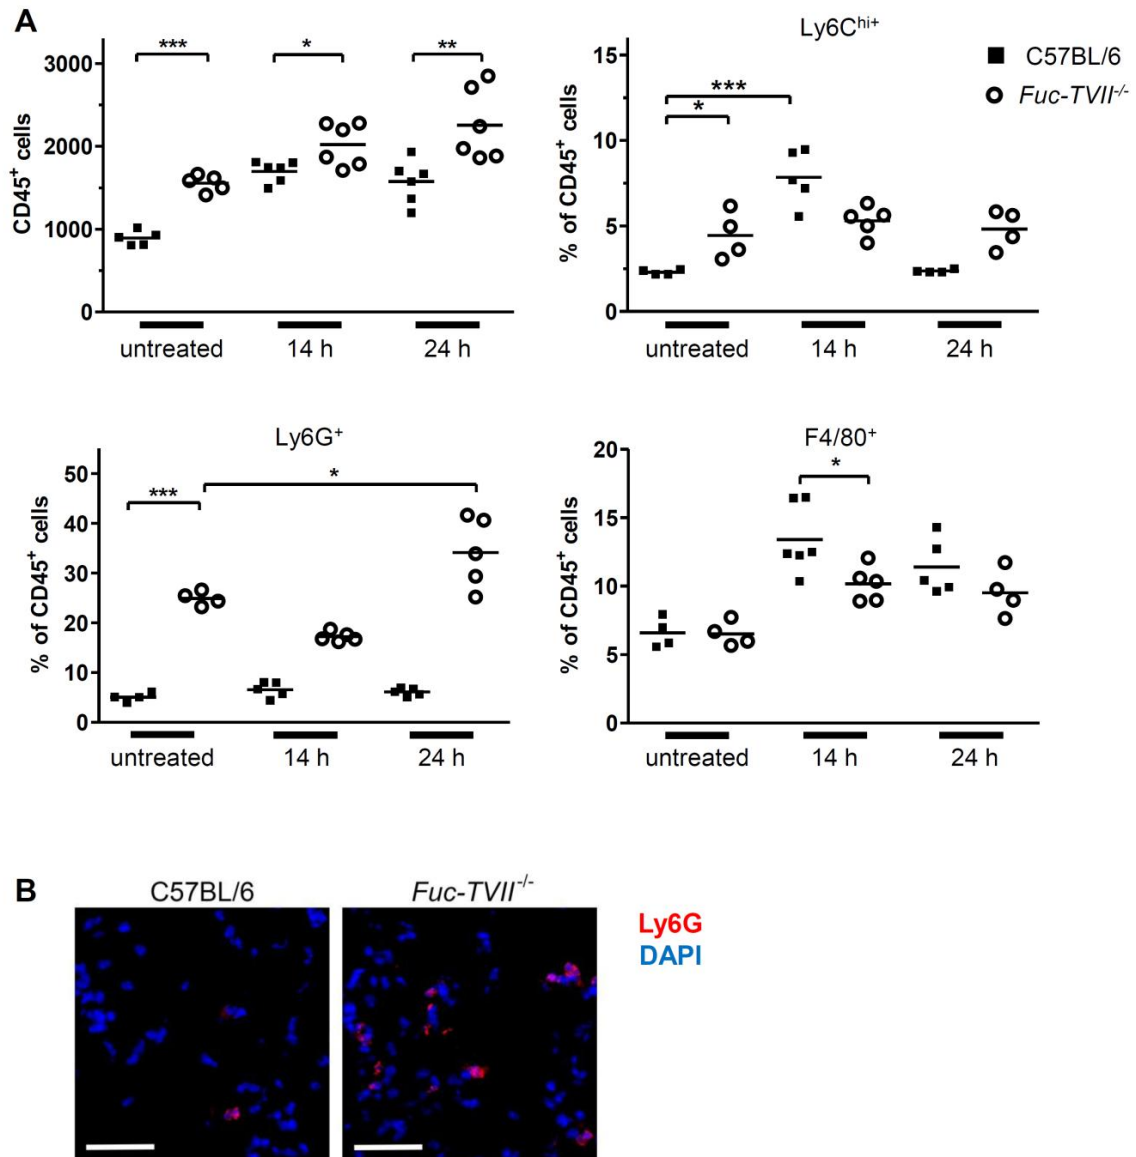 A
CD45⁺ cells
3000
2000
1000
0
***
*
**
untreated
14 h
24 h
Ly6Cʰⁱ⁺
% of CD45⁺ cells
15
10
5
0
***
*
untreated
14 h
24 h
C57BL/6
Fuc-TVII⁻/⁻
Ly6G⁺
% of CD45⁺ cells
50
40
30
20
10
0
***
*
untreated
14 h
24 h
F4/80⁺
% of CD45⁺ cells
20
15
10
5
0
*
untreated
14 h
24 h
B
C57BL/6
Fuc-TVII⁻/⁻
Ly6G
DAPI